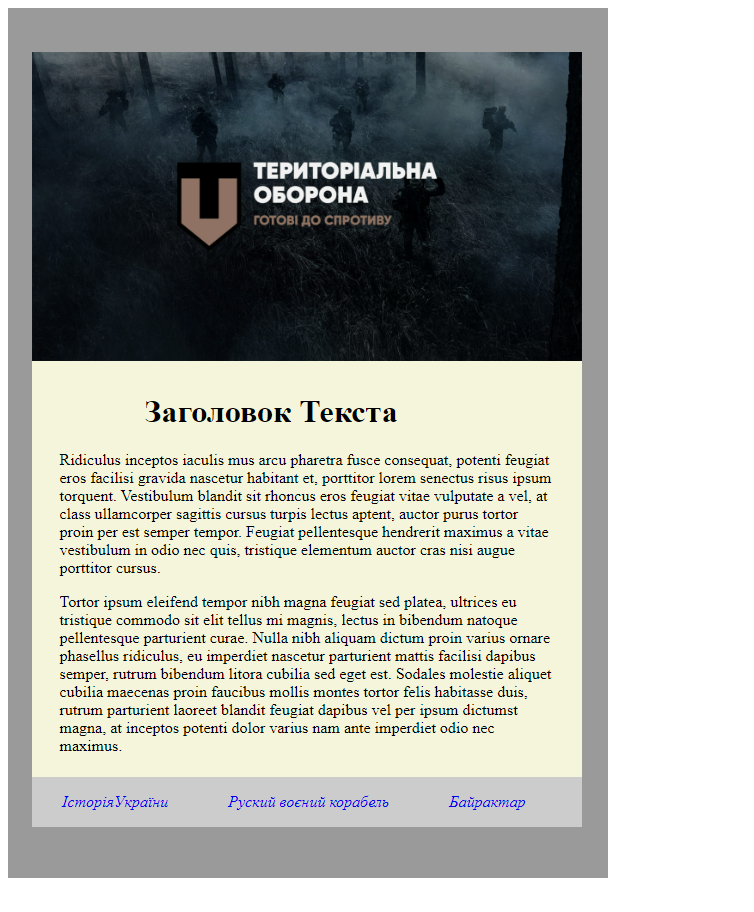 ТЕРИТОРІАЛЬНА
ОБОРОНА
ГОТОВІ ДО СПРОТИВУ
Заголовок Текста
Ridiculus inceptos iaculis mus arcu pharetra fusce consequat, potenti feugiat
eros facilisi gravida nascetur habitant et, porttitor lorem senectus risus ipsum
torquent. Vestibulum blandit sit rhoncus eros feugiat vitae vulputate a vel, at
class ullamcorper sagittis cursus turpis lectus aptent, auctor purus tortor
proin per est semper tempor. Feugiat pellentesque hendrerit maximus a vitae
vestibulum in odio nec quis, tristique elementum auctor cras nisi augue
porttitor cursus.
Tortor ipsum eleifend tempor nibh magna feugiat sed platea, ultrices eu
tristique commodo sit elit tellus mi magnis, lectus in bibendum natoque
pellentesque parturient curae. Nulla nibh aliquam dictum proin varius ornare
phasellus ridiculus, eu imperdiet nascetur parturient mattis facilisi dapibus
semper, rutrum bibendum litora cubilia sed eget est. Sodales molestie aliquet
cubilia maecenas proin faucibus mollis montes tortor felis habitasse duis,
rutrum parturient laoreet blandit feugiat dapibus vel per ipsum dictumst
magna, at inceptos potenti dolor varius nam ante imperdiet odio nec
maximus.
ІсторіяУкраїни Руский воєний корабель Байрактар